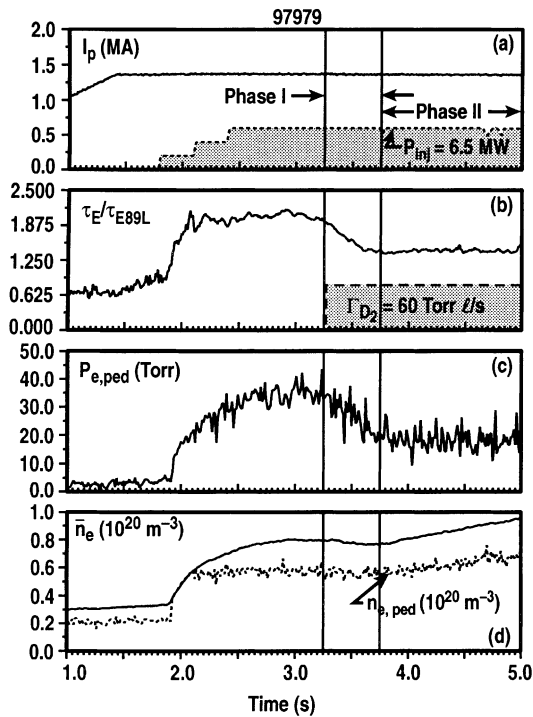 97979
2.0
I_p (MA)
(a)
1.5
Phase I
1.0
Phase II
0.5
P_inj = 6.5 MW
0.0
2.500
τ_E/τ_E89L
(b)
1.875
1.250
0.625
Γ_D₂ = 60 Torr ℓ/s
0.000
50.0
P_e,ped (Torr)
(c)
40.0
30.0
20.0
10.0
0.0
1.0
n̄_e (10²⁰ m⁻³)
0.8
0.6
0.4
n_e, ped (10²⁰ m⁻³)
0.2
(d)
0.0
1.0 2.0 3.0 4.0 5.0
Time (s)